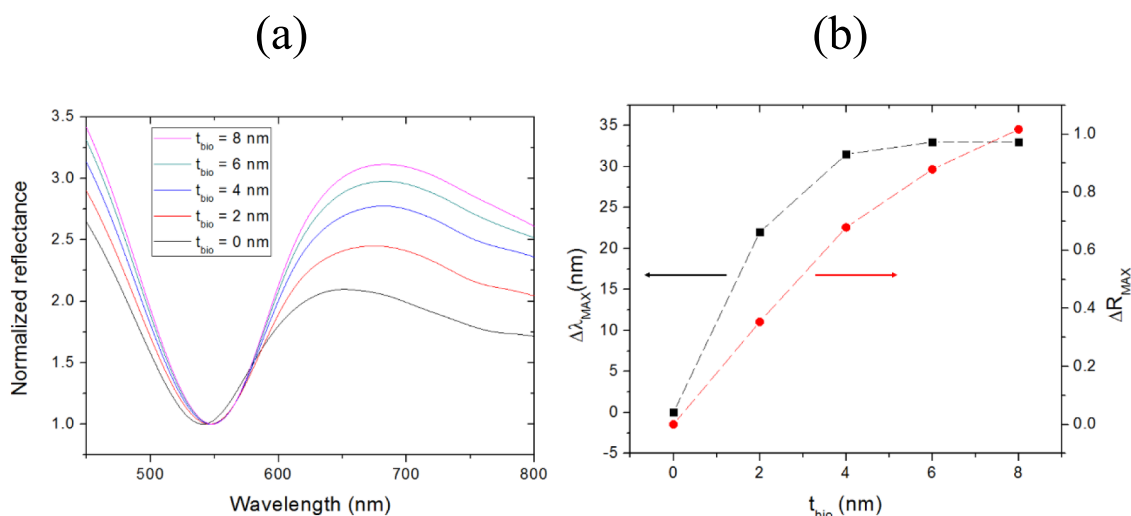 (a)
(b)
Normalized reflectance
3.5
3.0
2.5
2.0
1.5
1.0
500
600
700
800
Wavelength (nm)
t_bio = 8 nm
t_bio = 6 nm
t_bio = 4 nm
t_bio = 2 nm
t_bio = 0 nm
Δλ_MAX(nm)
35
30
25
20
15
10
5
0
-5
0
2
4
6
8
t_bio (nm)
1.0
0.8
0.6
0.4
0.2
0.0
ΔR_MAX